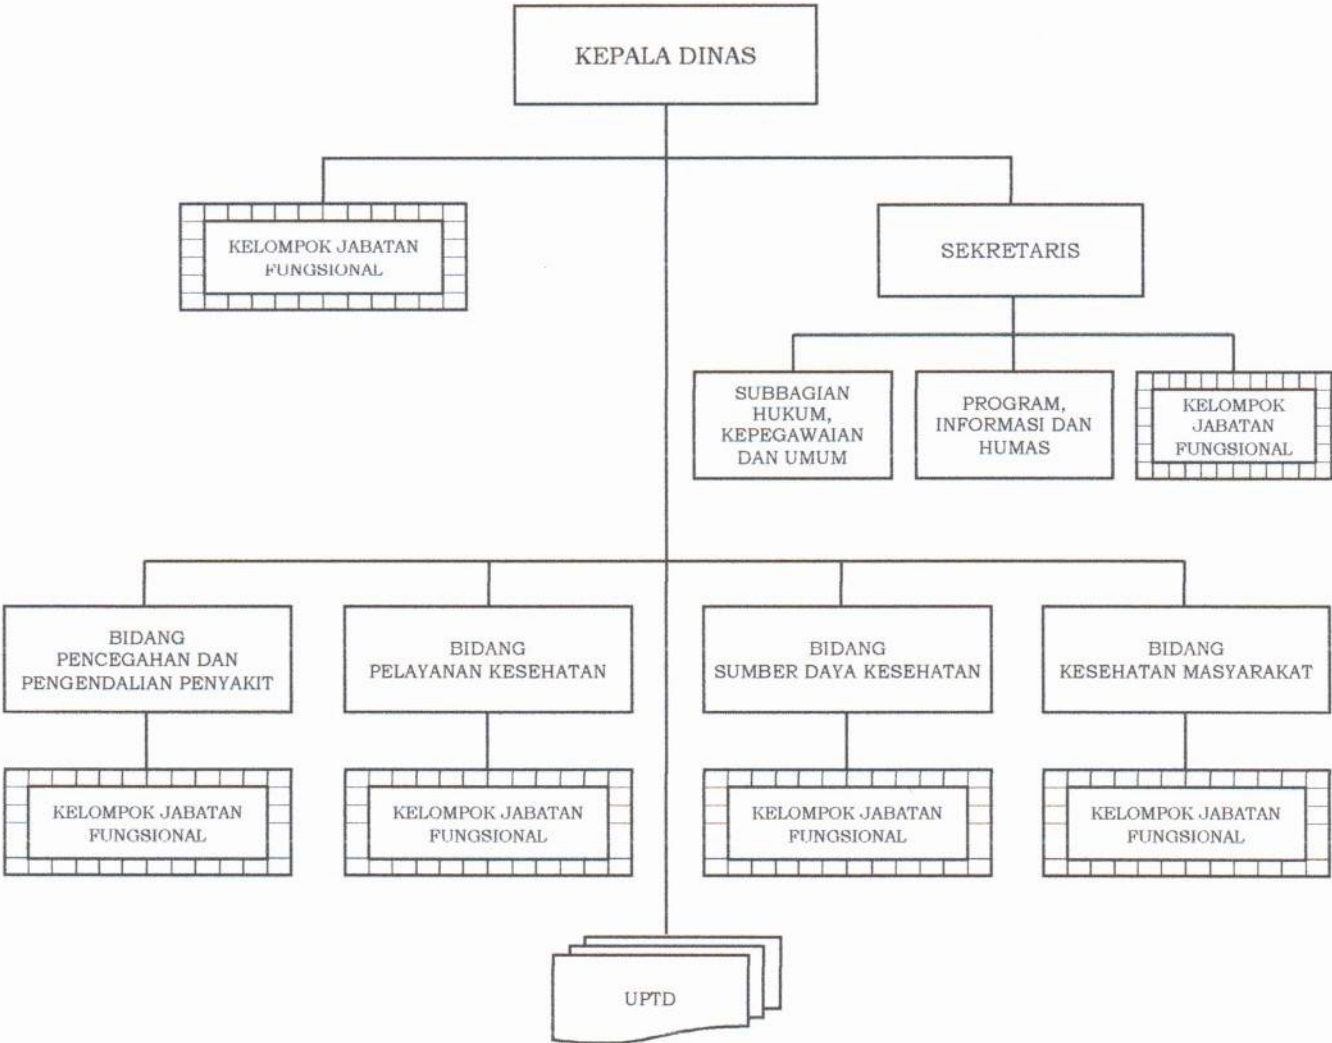 KEPALA DINAS
KELOMPOK JABATAN
FUNGSIONAL
SEKRETARIS
SUBBAGIAN
HUKUM,
KEPEGAWAIAN
DAN UMUM
PROGRAM,
INFORMASI DAN
HUMAS
KELOMPOK
JABATAN
FUNGSIONAL
BIDANG
PENCEGAHAN DAN
PENGENDALIAN PENYAKIT
BIDANG
PELAYANAN KESEHATAN
BIDANG
SUMBER DAYA KESEHATAN
BIDANG
KESEHATAN MASYARAKAT
KELOMPOK JABATAN
FUNGSIONAL
KELOMPOK JABATAN
FUNGSIONAL
KELOMPOK JABATAN
FUNGSIONAL
KELOMPOK JABATAN
FUNGSIONAL
UPTD